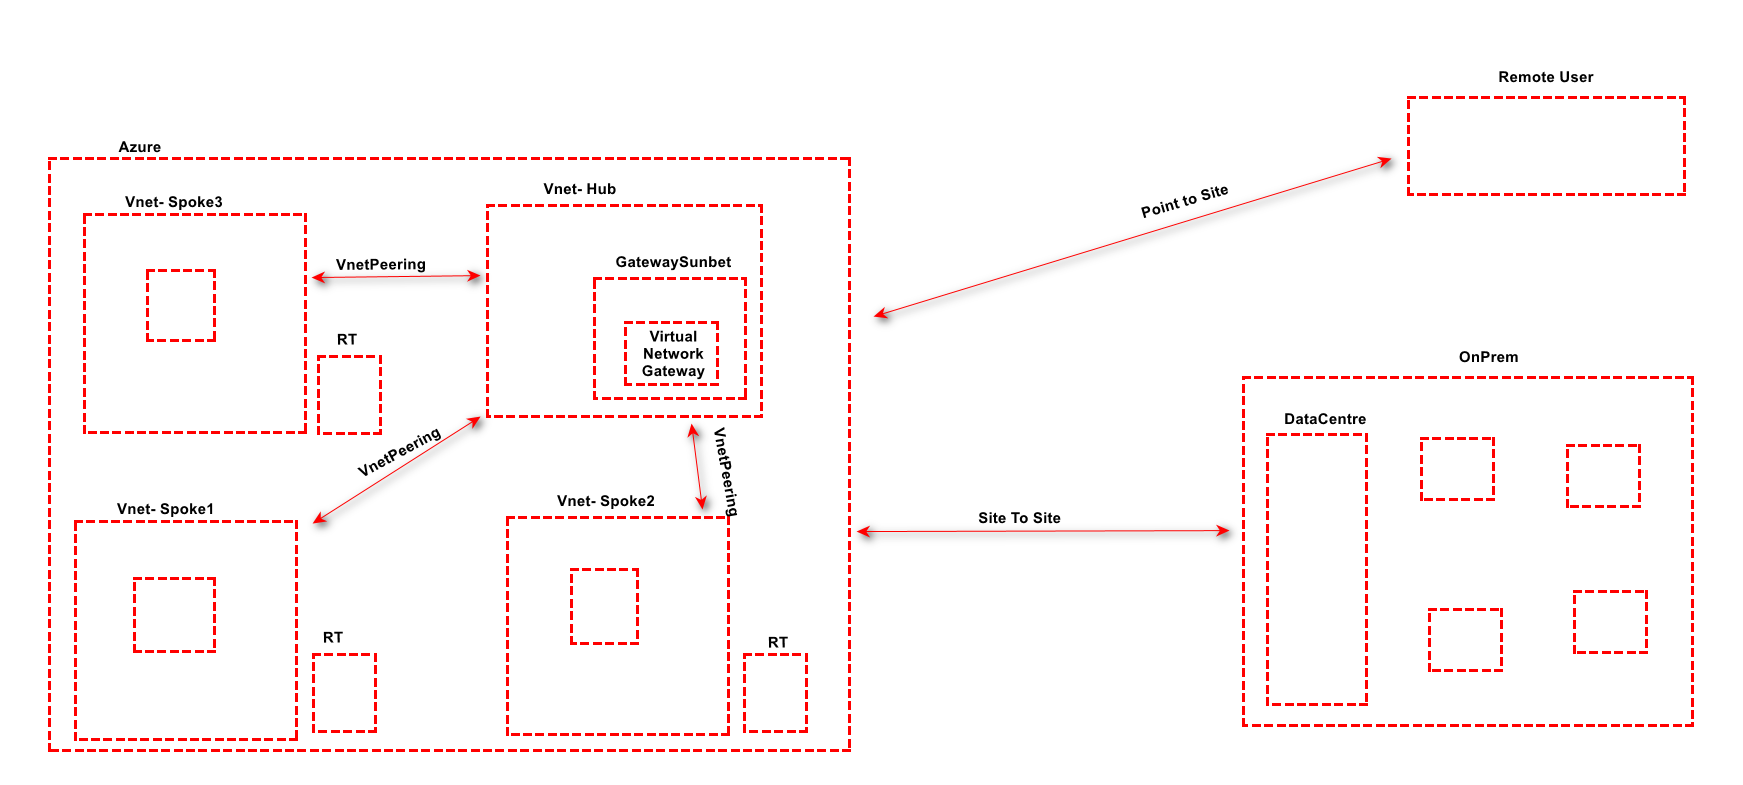 Remote User
Azure
Vnet- Hub
Vnet- Spoke3
Point to Site
GatewaySunbet
VnetPeering
Virtual
Network
Gateway
RT
OnPrem
DataCentre
VnetPeering
VnetPeering
Vnet- Spoke2
Vnet- Spoke1
Site To Site
RT
RT